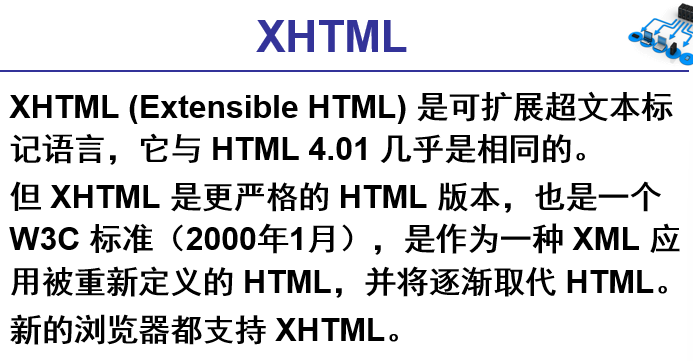 XHTML
XHTML (Extensible HTML) 是可扩展超文本标
记语言，它与 HTML 4.01 几乎是相同的。
但 XHTML 是更严格的 HTML 版本，也是一个
W3C 标准（2000年1月），是作为一种 XML 应
用被重新定义的 HTML，并将逐渐取代 HTML。
新的浏览器都支持 XHTML。